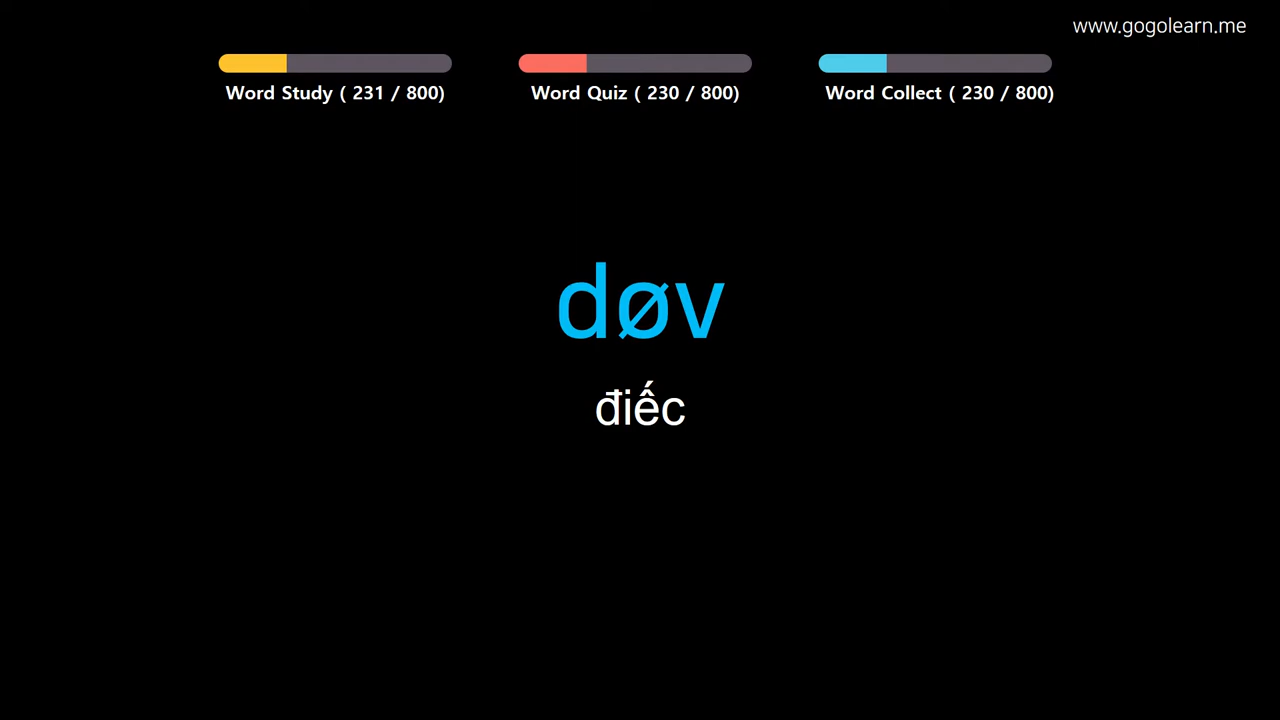 www.gogolearn.me
Word Study ( 231 / 800)
Word Quiz ( 230 / 800)
Word Collect ( 230 / 800)
døv
điếc